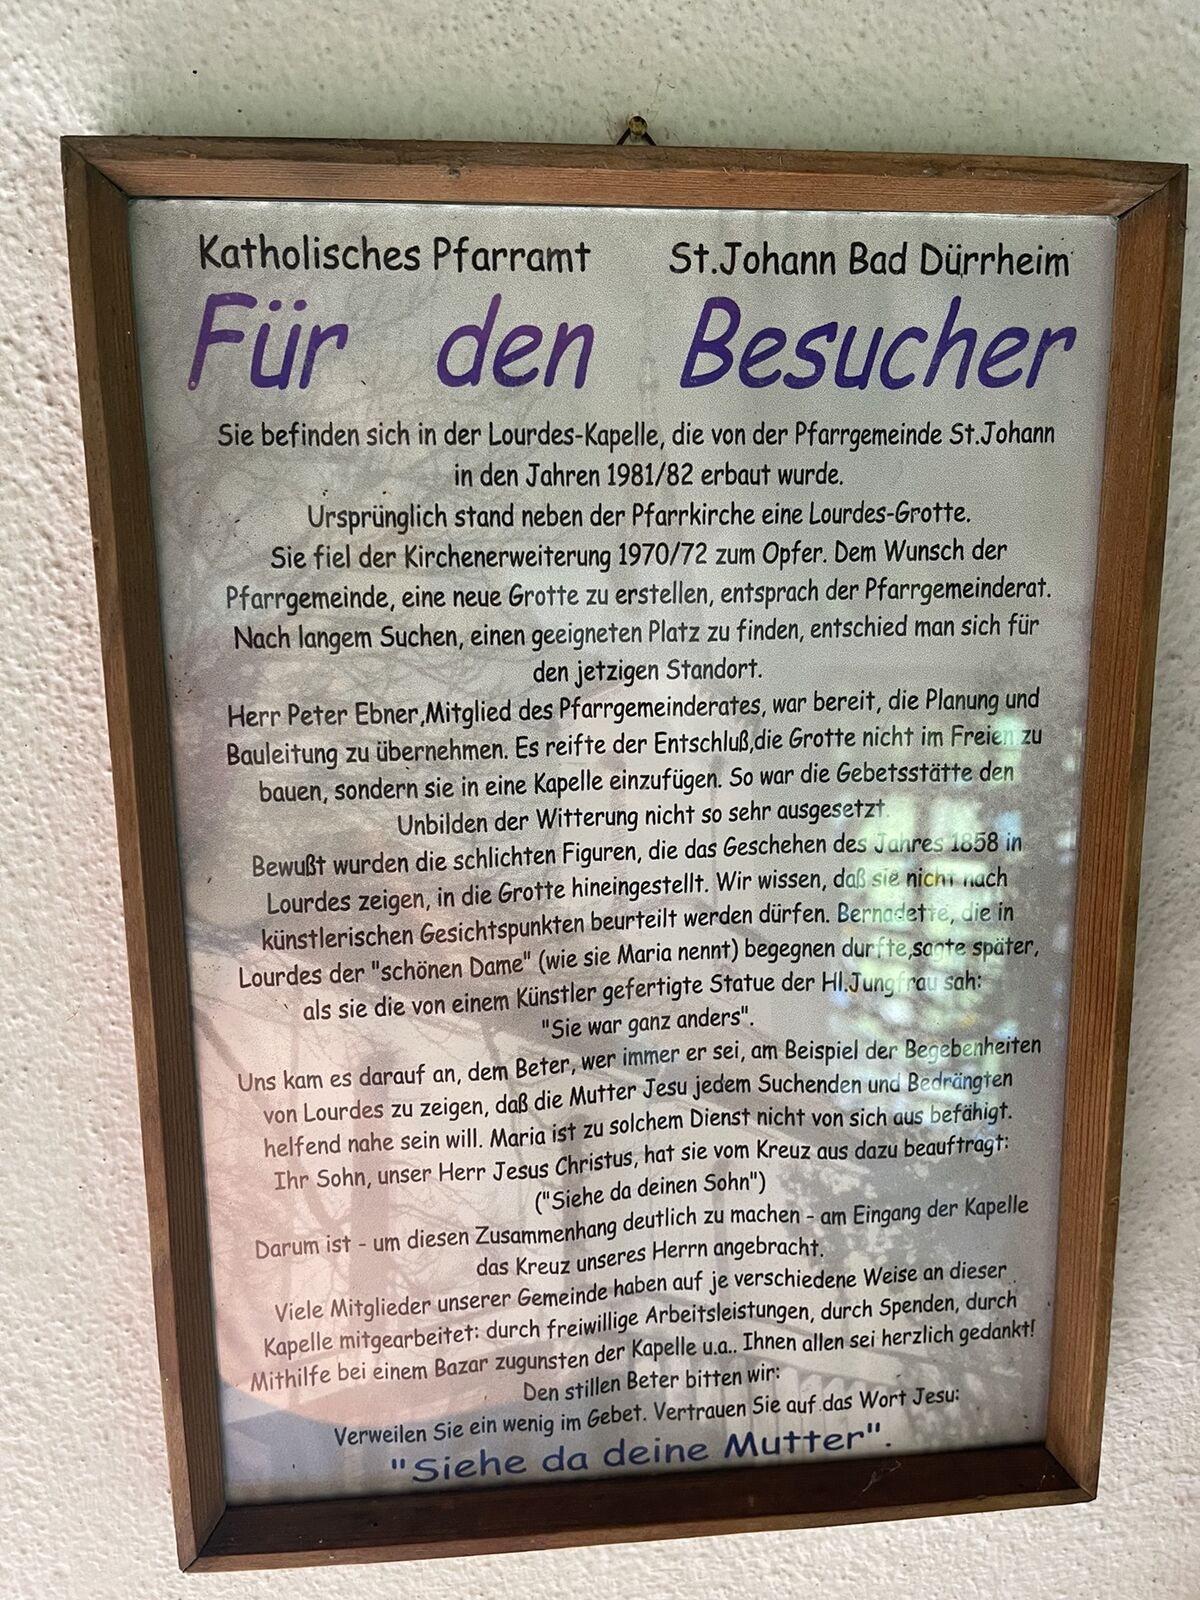 Katholisches Pfarramt St.Johann Bad Dürrheim
Für den Besucher
Sie befinden sich in der Lourdes-Kapelle, die von der Pfarrgemeinde St.Johann
in den Jahren 1981/82 erbaut wurde.
Ursprünglich stand neben der Pfarrkirche eine Lourdes-Grotte.
Sie fiel der Kirchenerweiterung 1970/72 zum Opfer. Dem Wunsch der
Pfarrgemeinde, eine neue Grotte zu erstellen, entsprach der Pfarrgemeinderat.
Nach langem Suchen, einen geeigneten Platz zu finden, entschied man sich für
den jetzigen Standort.
Herr Peter Ebner,Mitglied des Pfarrgemeinderates, war bereit, die Planung und
Bauleitung zu übernehmen. Es reifte der Entschluß,die Grotte nicht im Freien zu
bauen, sondern sie in eine Kapelle einzufügen. So war die Gebetsstätte den
Unbilden der Witterung nicht so sehr ausgesetzt.
Bewußt wurden die schlichten Figuren, die das Geschehen des Jahres 1858 in
Lourdes zeigen, in die Grotte hineingestellt. Wir wissen, daß sie nicht nach
künstlerischen Gesichtspunkten beurteilt werden dürfen. Bernadette, die in
Lourdes der "schönen Dame" (wie sie Maria nennt) begegnen durfte,sagte später,
als sie die von einem Künstler gefertigte Statue der Hl.Jungfrau sah:
"Sie war ganz anders".
Uns kam es darauf an, dem Beter, wer immer er sei, am Beispiel der Begebenheiten
von Lourdes zu zeigen, daß die Mutter Jesu jedem Suchenden und Bedrängten
helfend nahe sein will. Maria ist zu solchem Dienst nicht von sich aus befähigt.
Ihr Sohn, unser Herr Jesus Christus, hat sie vom Kreuz aus dazu beauftragt:
("Siehe da deinen Sohn")
Darum ist - um diesen Zusammenhang deutlich zu machen - am Eingang der Kapelle
das Kreuz unseres Herrn angebracht.
Viele Mitglieder unserer Gemeinde haben auf je verschiedene Weise an dieser
Kapelle mitgearbeitet: durch freiwillige Arbeitsleistungen, durch Spenden, durch
Mithilfe bei einem Bazar zugunsten der Kapelle u.a.. Ihnen allen sei herzlich gedankt!
Den stillen Beter bitten wir:
Verweilen Sie ein wenig im Gebet. Vertrauen Sie auf das Wort Jesu:
"Siehe da deine Mutter".